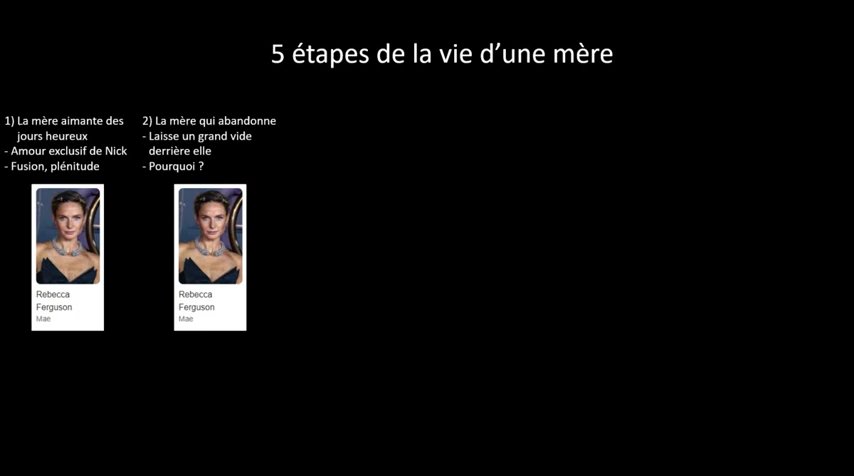 5 étapes de la vie d’une mère
1) La mère aimante des
jours heureux
- Amour exclusif de Nick
- Fusion, plénitude
2) La mère qui abandonne
- Laisse un grand vide
derrière elle
- Pourquoi ?
Rebecca
Ferguson
Mae
Rebecca
Ferguson
Mae